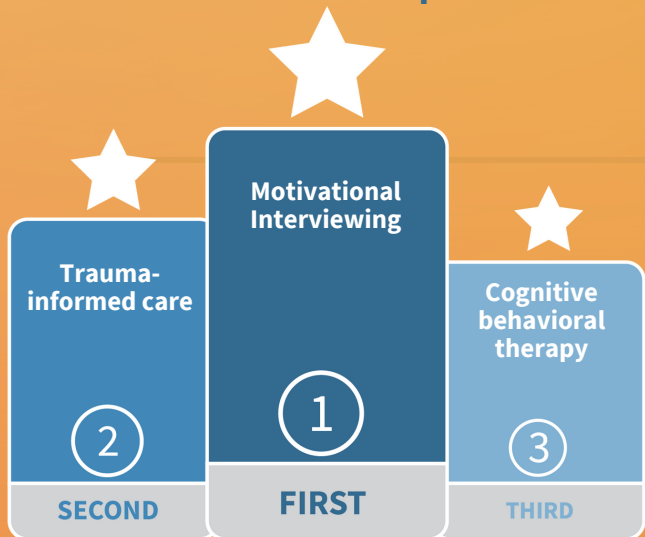 Motivational
Interviewing
1
FIRST
Trauma-
informed care
2
SECOND
Cognitive
behavioral
therapy
3
THIRD